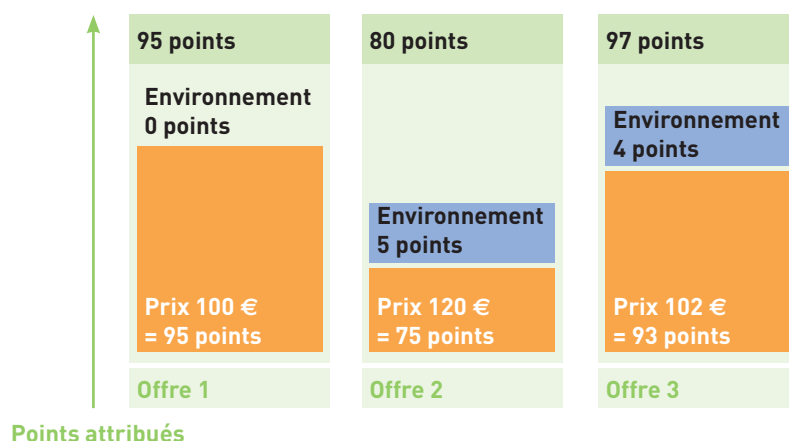 95 points
Environnement
0 points
Prix 100 €
= 95 points
Offre 1
80 points
Environnement
5 points
Prix 120 €
= 75 points
Offre 2
97 points
Environnement
4 points
Prix 102 €
= 93 points
Offre 3
Points attribués